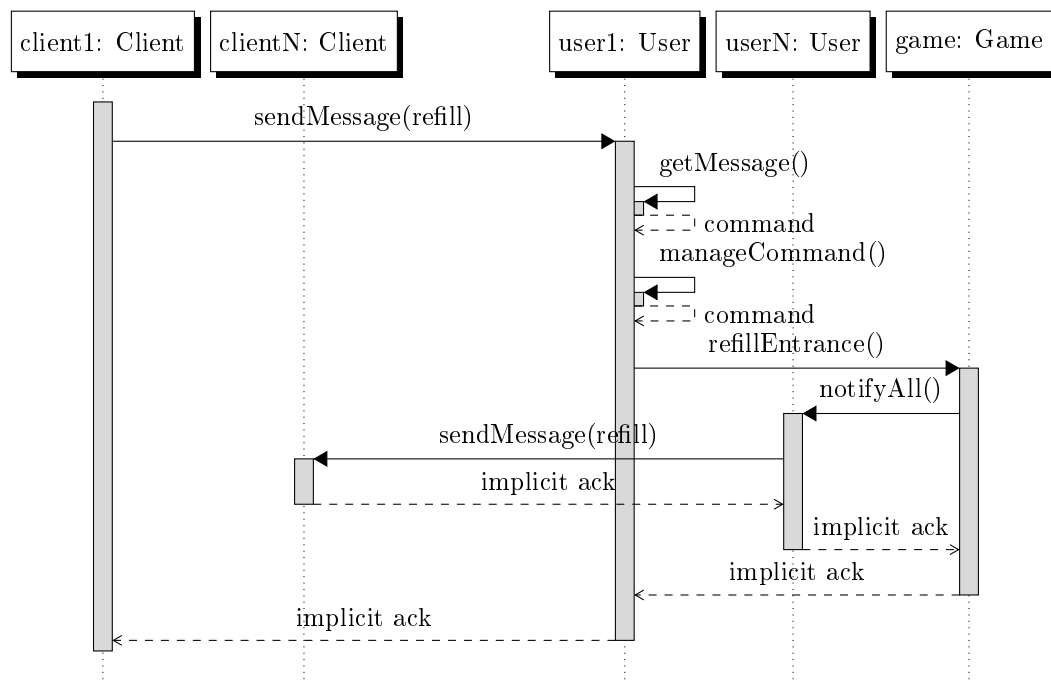 client1: Client
clientN: Client
user1: User
userN: User
game: Game
sendMessage(refill)
getMessage()
command
manageCommand()
command
refillEntrance()
notifyAll()
sendMessage(refill)
implicit ack
implicit ack
implicit ack
implicit ack